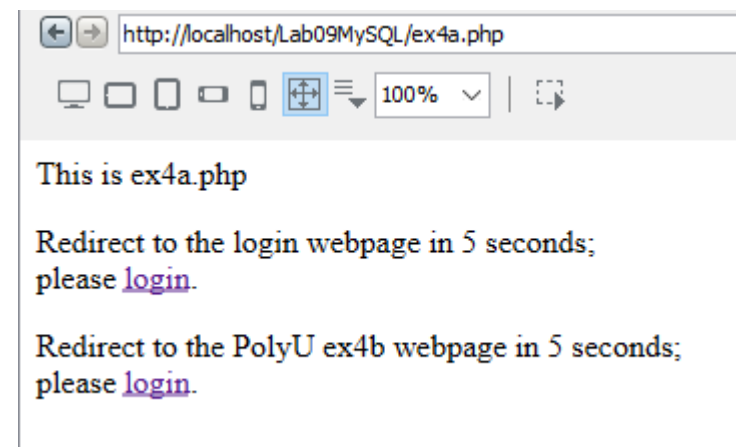 http://localhost/Lab09MySQL/ex4a.php
100%
This is ex4a.php
Redirect to the login webpage in 5 seconds;
please login.
Redirect to the PolyU ex4b webpage in 5 seconds;
please login.